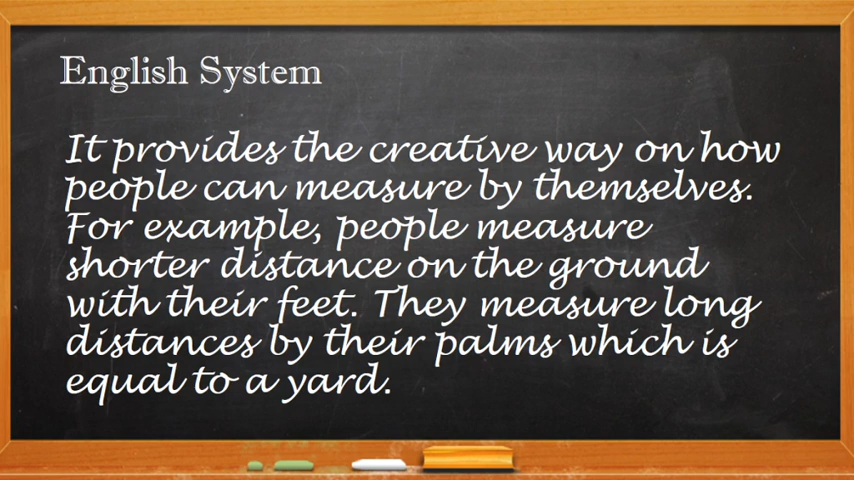 English System
It provides the creative way on how
people can measure by themselves.
For example, people measure
shorter distance on the ground
with their feet. They measure long
distances by their palms which is
equal to a yard.